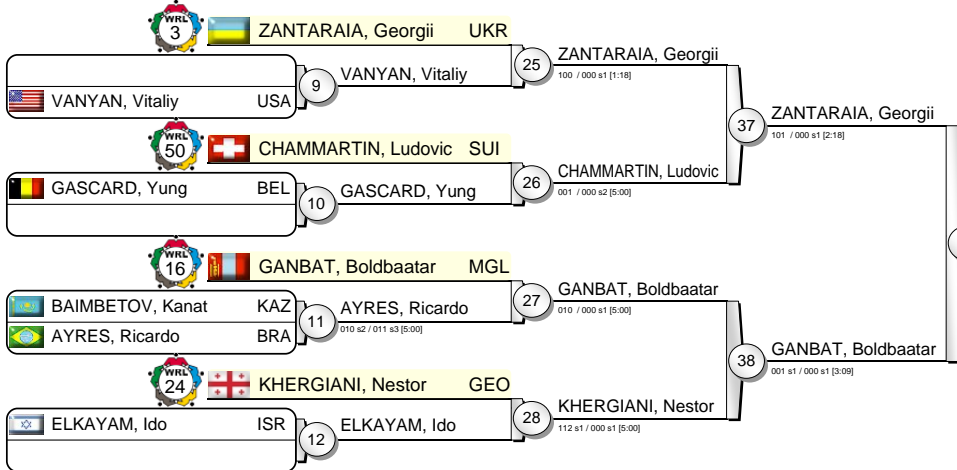 WRL 3 ZANTARAIA, Georgii UKR
VANYAN, Vitaliy USA
9 VANYAN, Vitaliy
25 ZANTARAIA, Georgii
100 / 000 s1 [1:18]
WRL 50 CHAMMARTIN, Ludovic SUI
GASCARD, Yung BEL
10 GASCARD, Yung
26 CHAMMARTIN, Ludovic
001 / 000 s2 [5:00]
37 ZANTARAIA, Georgii
101 / 000 s1 [2:18]
WRL 16 GANBAT, Boldbaatar MGL
BAIMBETOV, Kanat KAZ
AYRES, Ricardo BRA
11 AYRES, Ricardo
010 s2 / 011 s3 [5:00]
27 GANBAT, Boldbaatar
010 / 000 s1 [5:00]
WRL 24 KHERGIANI, Nestor GEO
ELKAYAM, Ido ISR
12 ELKAYAM, Ido
28 KHERGIANI, Nestor
112 s1 / 000 s1 [5:00]
38 GANBAT, Boldbaatar
001 s1 / 000 s1 [3:09]